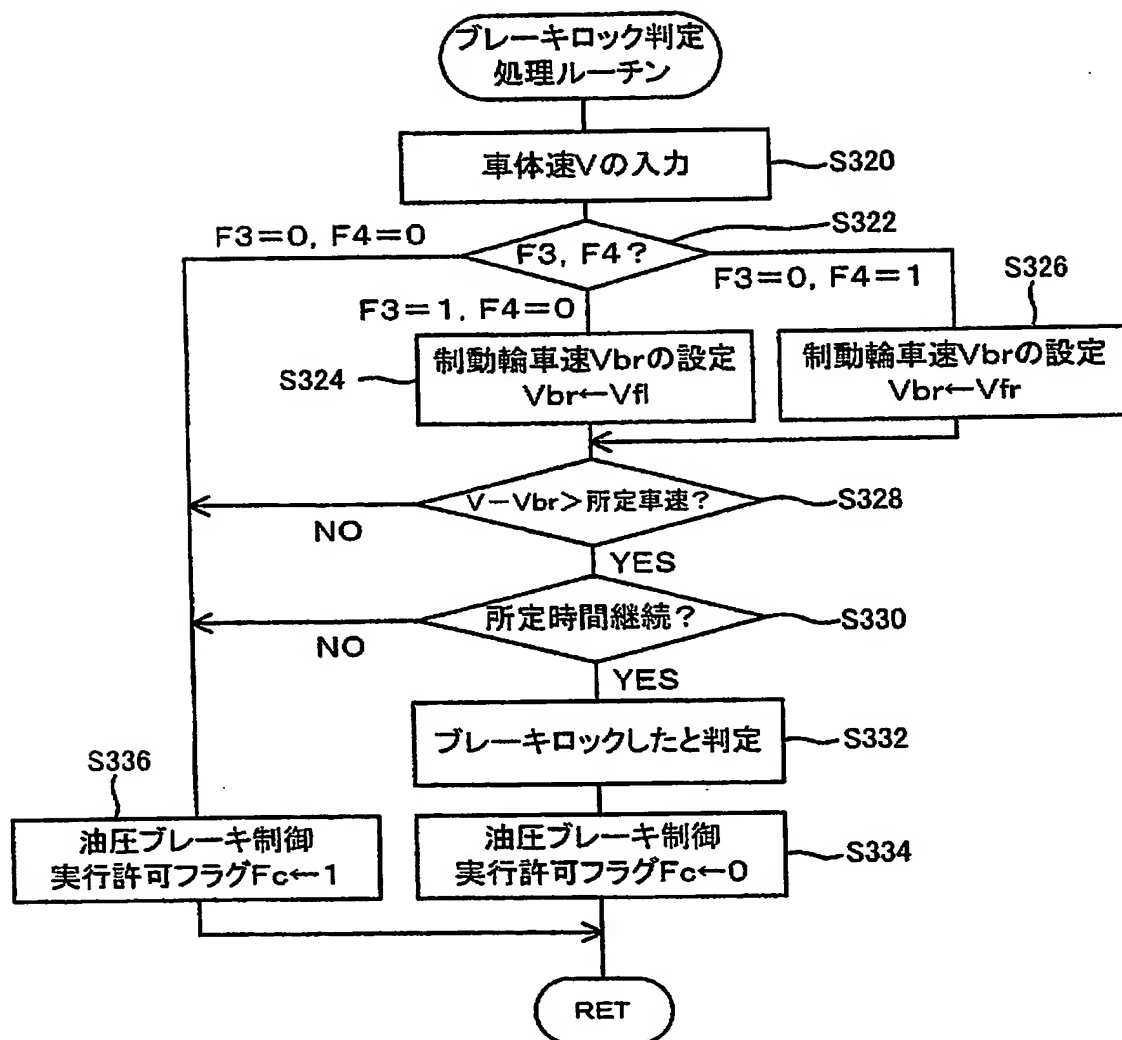 ブレーキロック判定
処理ルーチン
車体速Vの入力
S320
S322
F3=0, F4=0
F3, F4?
F3=0, F4=1
S326
F3=1, F4=0
制動輪車速Vbrの設定
Vbr←Vfl
S324
制動輪車速Vbrの設定
Vbr←Vfr
V−Vbr>所定車速?
S328
NO
YES
所定時間継続?
S330
NO
YES
ブレーキロックしたと判定
S332
S336
油圧ブレーキ制御
実行許可フラグFc←1
油圧ブレーキ制御
実行許可フラグFc←0
S334
RET